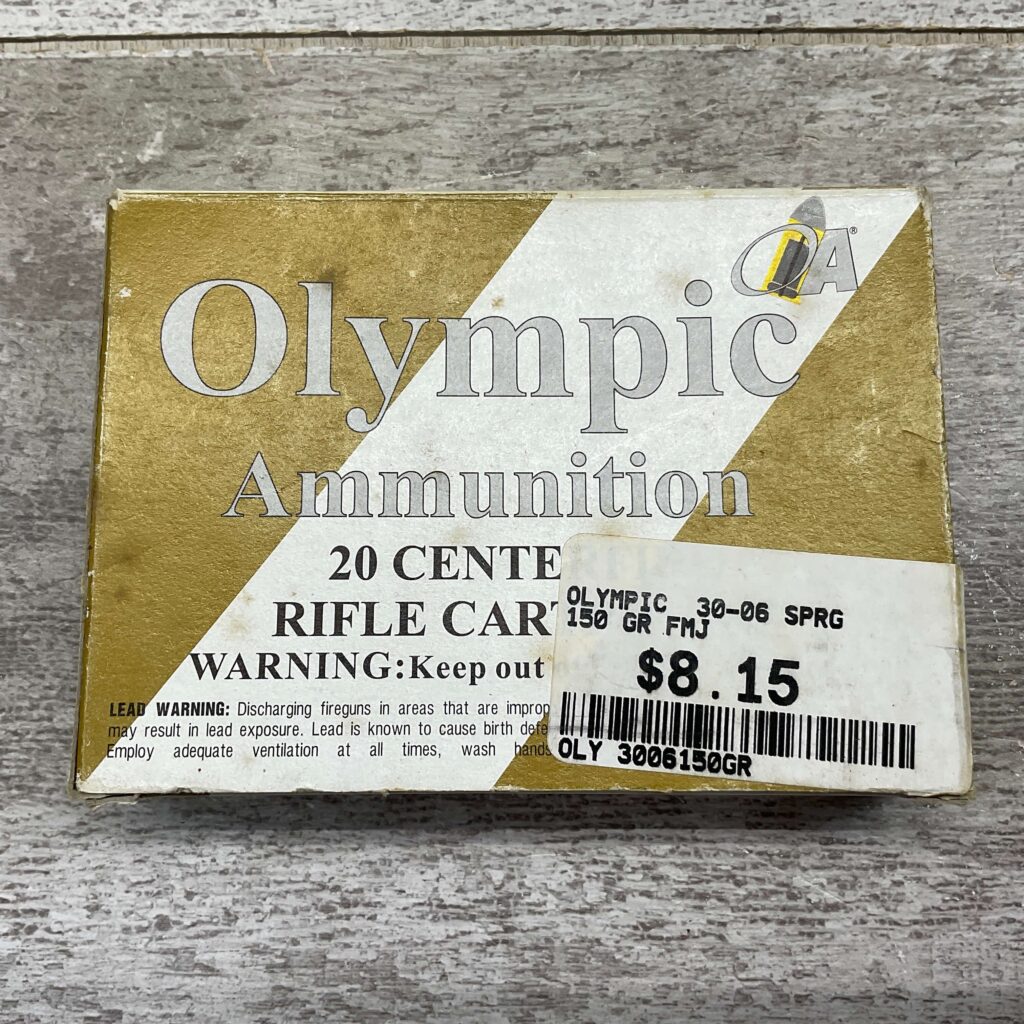 OA®
Olympic
Ammunition
20 CENTE
RIFLE CART
WARNING:Keep out
LEAD WARNING: Discharging fireguns in areas that are improp
may result in lead exposure. Lead is known to cause birth defe
Employ adequate ventilation at all times, wash hands
OLYMPIC 30-06 SPRG
150 GR FMJ
$8.15
OLY 3006150GR